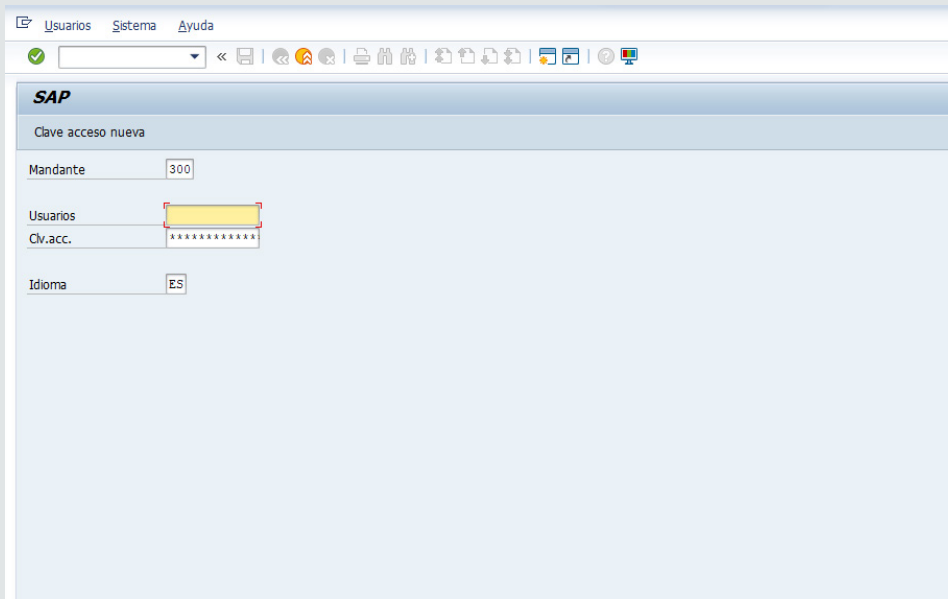 Usuarios Sistema Ayuda
SAP
Clave acceso nueva
Mandante 300
Usuarios
Clv.acc. ************
Idioma ES